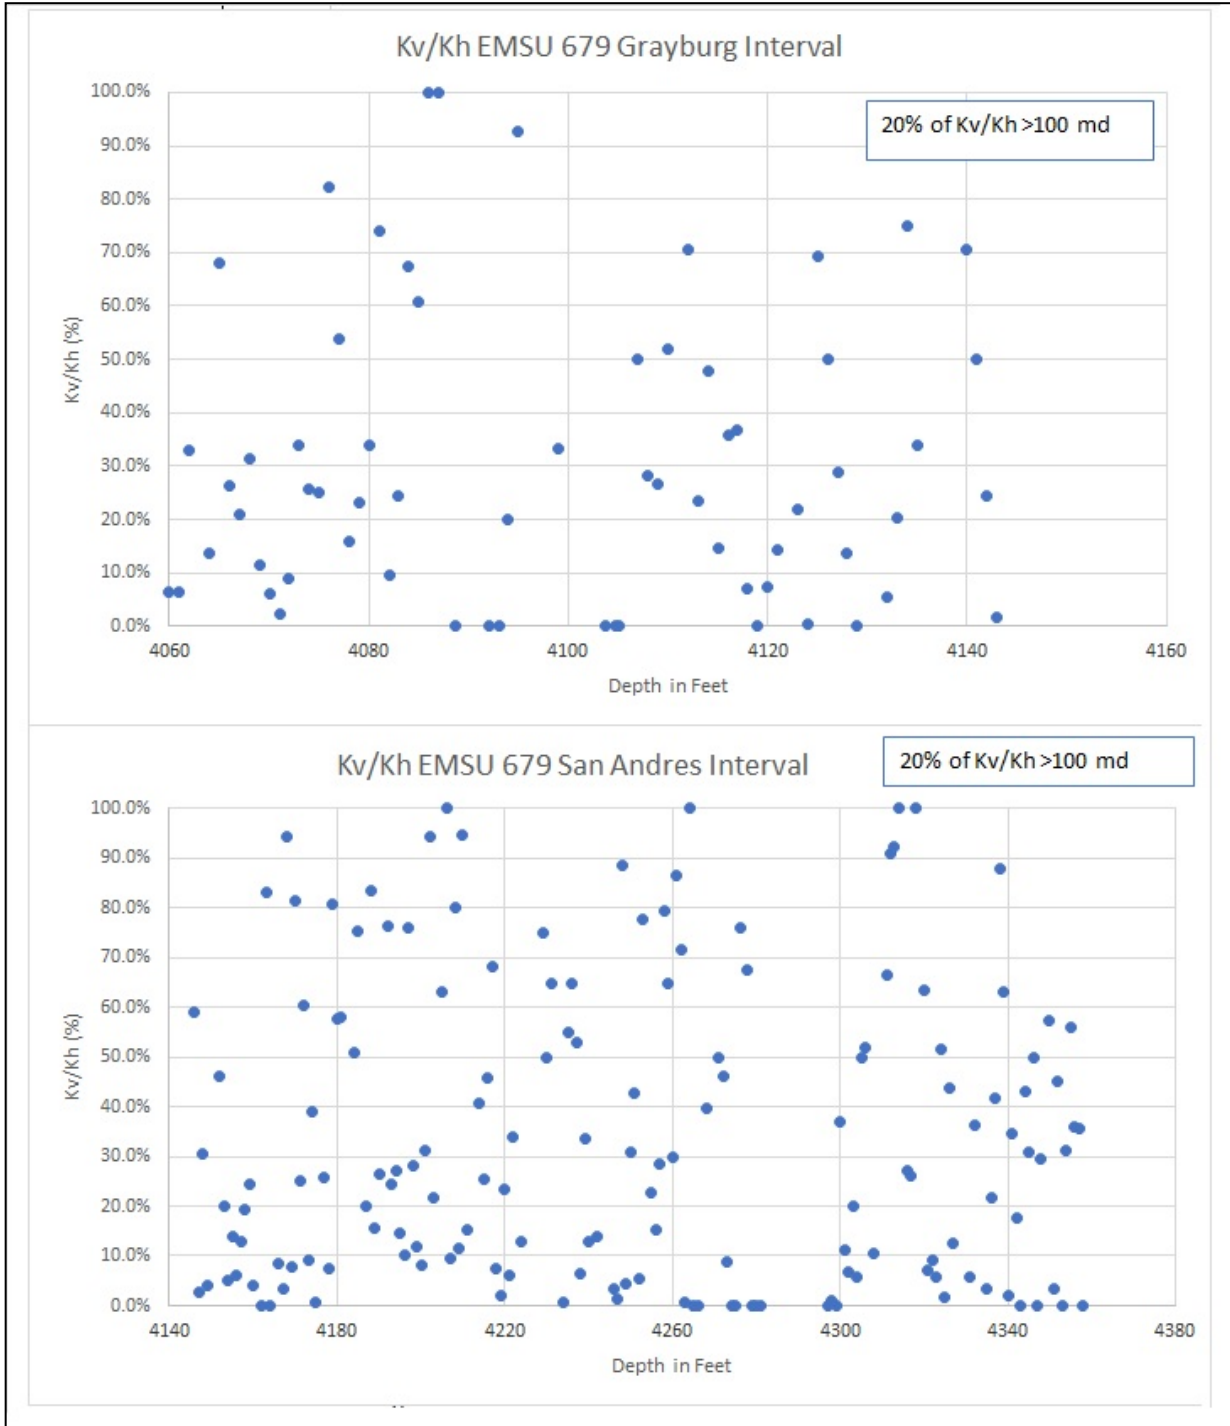 Kv/Kh EMSU 679 Grayburg Interval
20% of Kv/Kh >100 md
100.0%
90.0%
80.0%
70.0%
60.0%
50.0%
40.0%
30.0%
20.0%
10.0%
0.0%
Kv/Kh (%)
4060 4080 4100 4120 4140 4160
Depth in Feet
Kv/Kh EMSU 679 San Andres Interval
20% of Kv/Kh >100 md
100.0%
90.0%
80.0%
70.0%
60.0%
50.0%
40.0%
30.0%
20.0%
10.0%
0.0%
Kv/Kh (%)
4140 4180 4220 4260 4300 4340 4380
Depth in Feet